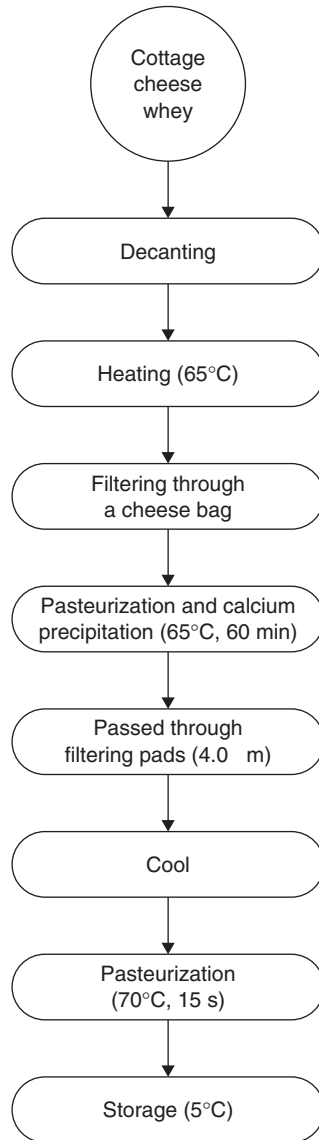 Cottage
cheese
whey
Decanting
Heating (65°C)
Filtering through
a cheese bag
Pasteurization and calcium
precipitation (65°C, 60 min)
Passed through
filtering pads (4.0   m)
Cool
Pasteurization
(70°C, 15 s)
Storage (5°C)